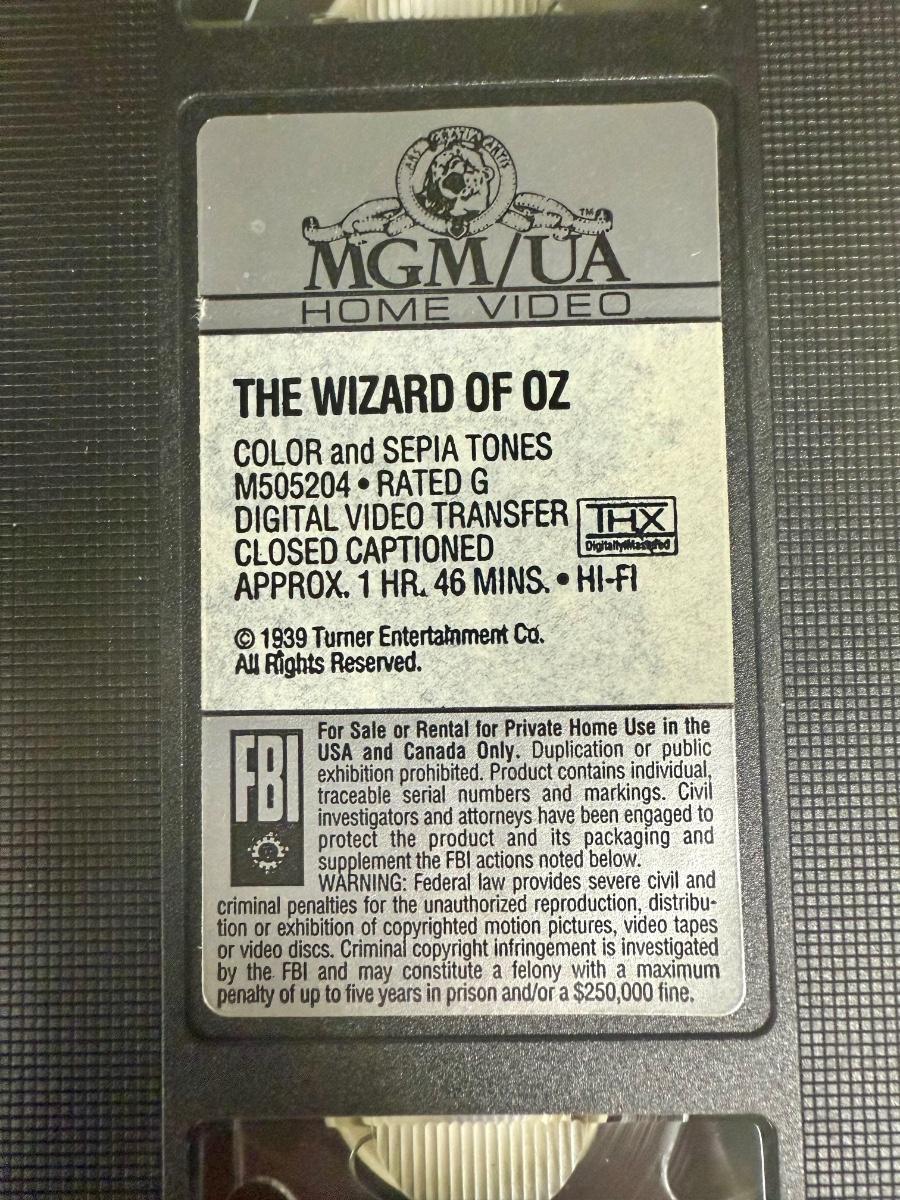 ARS GRATIA ARTIS
TM
MGM/UA
HOME VIDEO
THE WIZARD OF OZ
COLOR and SEPIA TONES
M505204 • RATED G
DIGITAL VIDEO TRANSFER
THX
Digitally Mastered
CLOSED CAPTIONED
APPROX. 1 HR. 46 MINS. • HI-FI
© 1939 Turner Entertainment Co.
All Rights Reserved.
FBI
For Sale or Rental for Private Home Use in the
USA and Canada Only. Duplication or public
exhibition prohibited. Product contains individual,
traceable serial numbers and markings. Civil
investigators and attorneys have been engaged to
protect the product and its packaging and
supplement the FBI actions noted below.
WARNING: Federal law provides severe civil and
criminal penalties for the unauthorized reproduction, distribu-
tion or exhibition of copyrighted motion pictures, video tapes
or video discs. Criminal copyright infringement is investigated
by the FBI and may constitute a felony with a maximum
penalty of up to five years in prison and/or a $250,000 fine.